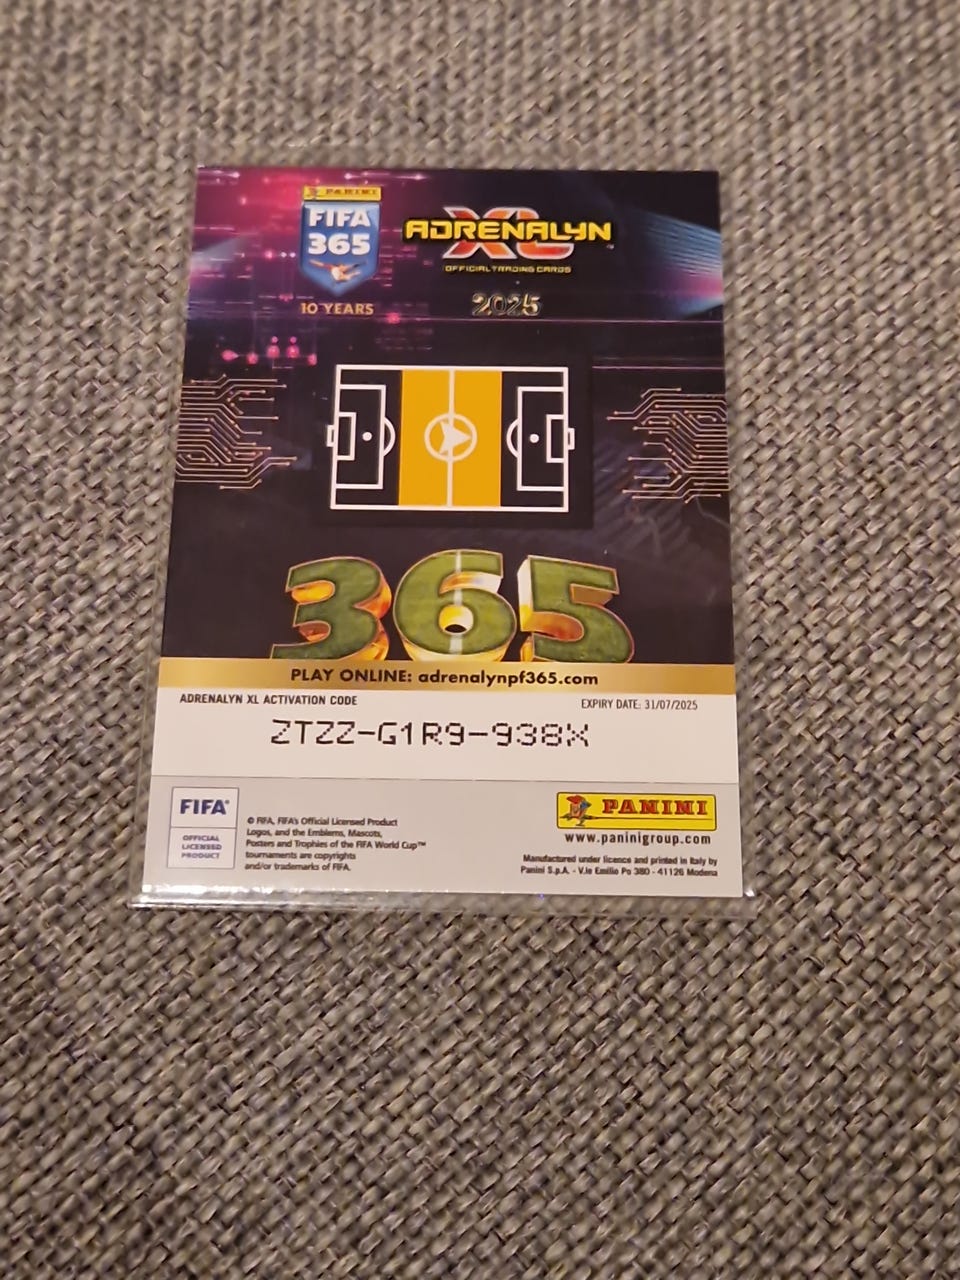 PANINI
FIFA
365
10 YEARS
ADRENALYN
XL
™
OFFICIAL TRADING CARDS
2025
365
PLAY ONLINE: adrenalynpf365.com
ADRENALYN XL ACTIVATION CODE
EXPIRY DATE: 31/07/2025
ZTZZ-G1R9-938X
FIFA®
OFFICIAL
LICENSED
PRODUCT
© FIFA, FIFA's Official Licensed Product
Logos, and the Emblems, Mascots,
Posters and Trophies of the FIFA World Cup™
tournaments are copyrights
and/or trademarks of FIFA.
PANINI
www.paninigroup.com
Manufactured under licence and printed in Italy by
Panini S.p.A. - V.le Emilio Po 380 - 41126 Modena